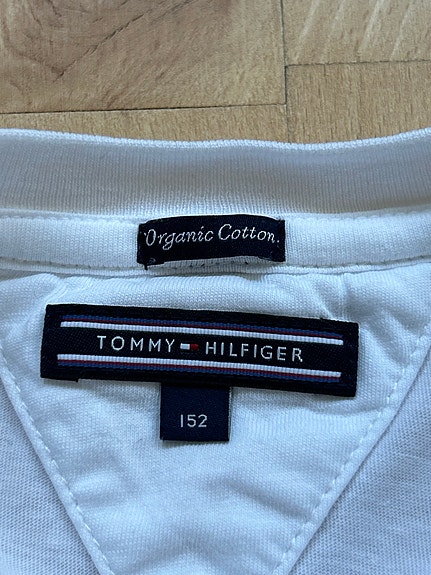 Organic Cotton.
TOMMY HILFIGER
152